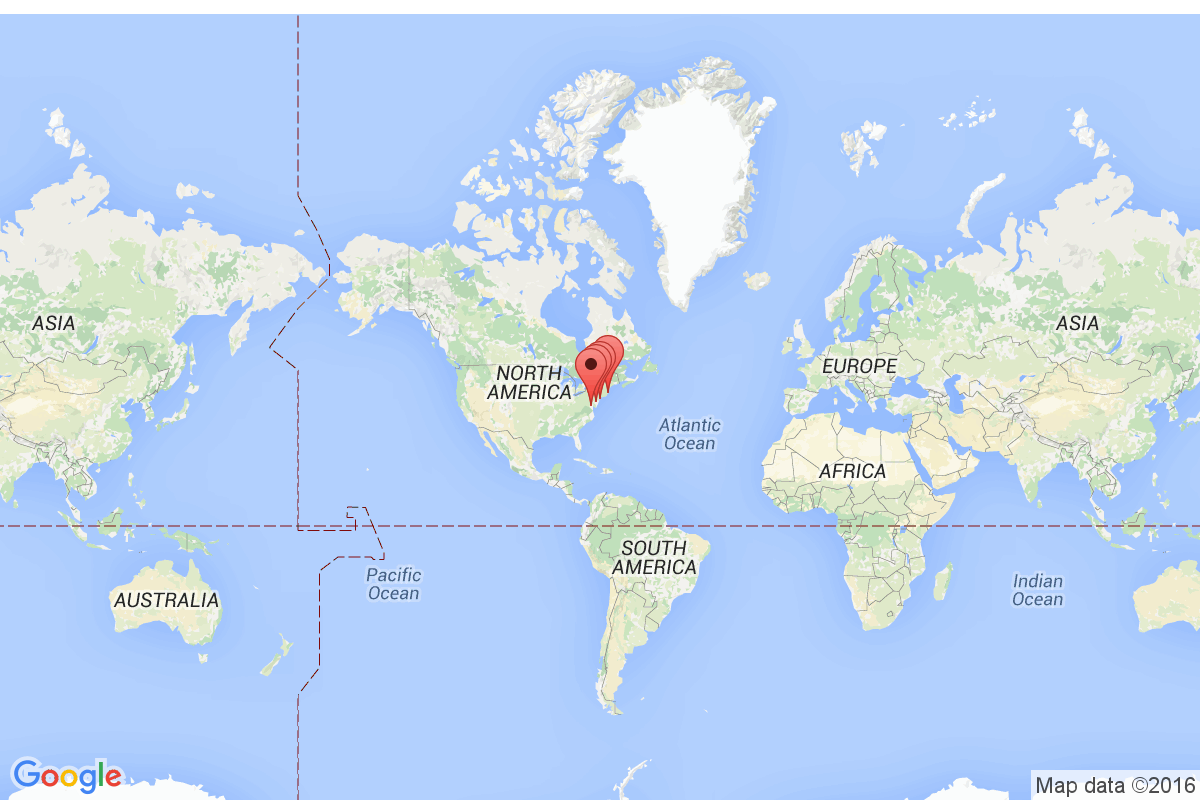 ASIA
NORTH
AMERICA
EUROPE
ASIA
Atlantic
Ocean
AFRICA
SOUTH
AMERICA
Pacific
Ocean
AUSTRALIA
Indian
Ocean
Google
Map data ©2016